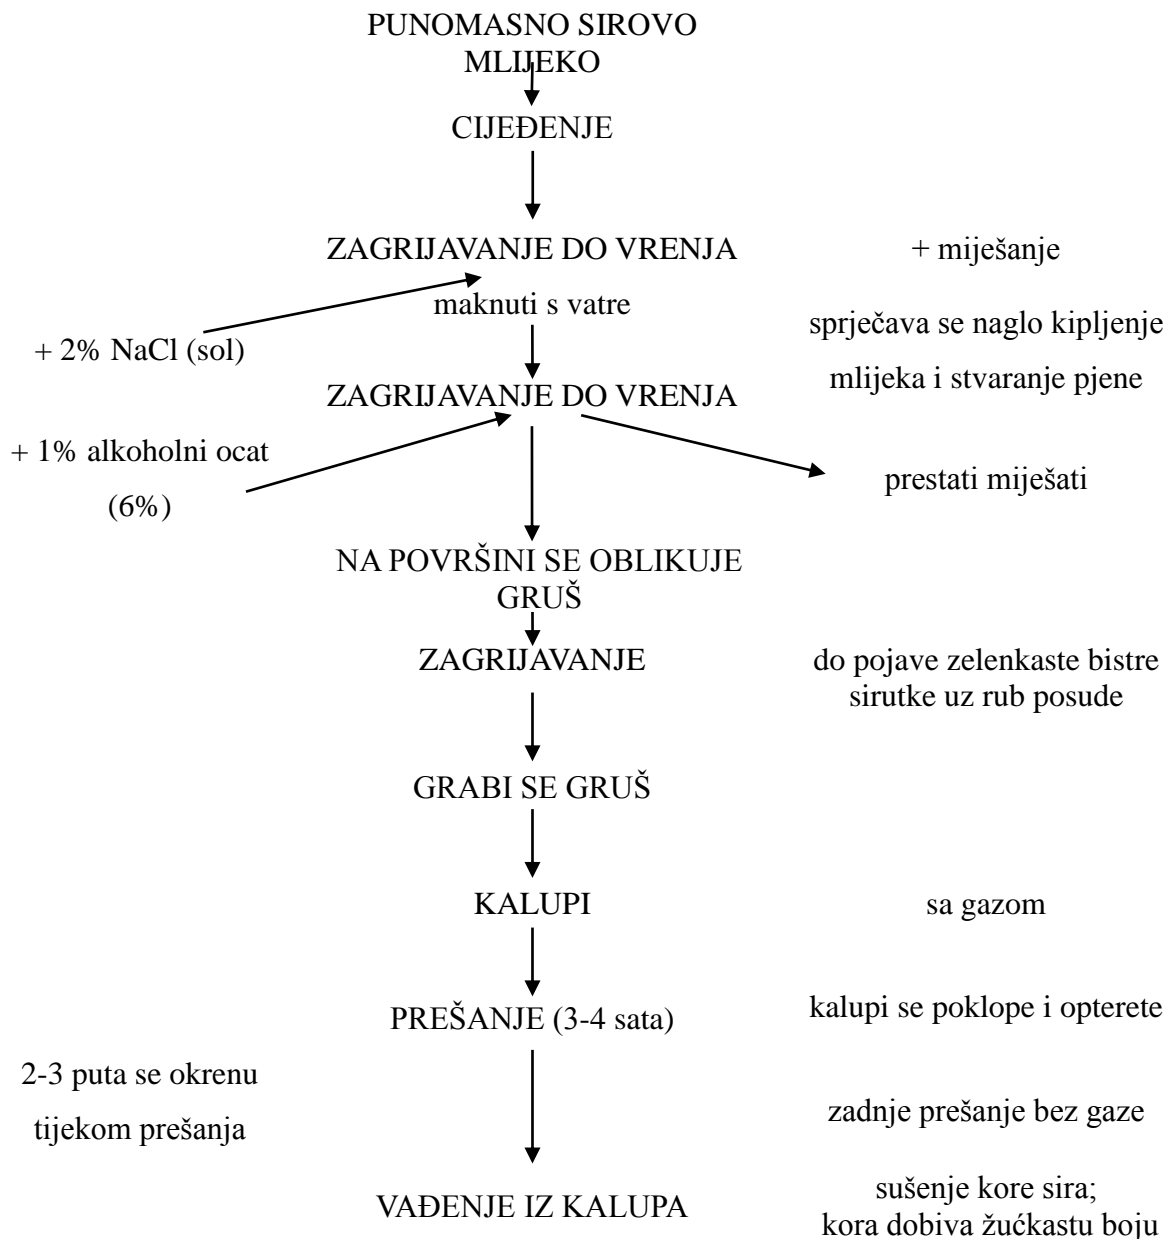 PUNOMASNO SIROVO
MLIJEKO
CIJEĐENJE
ZAGRIJAVANJE DO VRENJA
+ miješanje
maknuti s vatre
sprječava se naglo kipljenje
+ 2% NaCl (sol)
mlijeka i stvaranje pjene
ZAGRIJAVANJE DO VRENJA
+ 1% alkoholni ocat
(6%)
prestati miješati
NA POVRŠINI SE OBLIKUJE
GRUŠ
ZAGRIJAVANJE
do pojave zelenkaste bistre
sirutke uz rub posude
GRABI SE GRUŠ
KALUPI
sa gazom
PREŠANJE (3-4 sata)
kalupi se poklope i opterete
2-3 puta se okrenu
tijekom prešanja
zadnje prešanje bez gaze
VAĐENJE IZ KALUPA
sušenje kore sira;
kora dobiva žućkastu boju